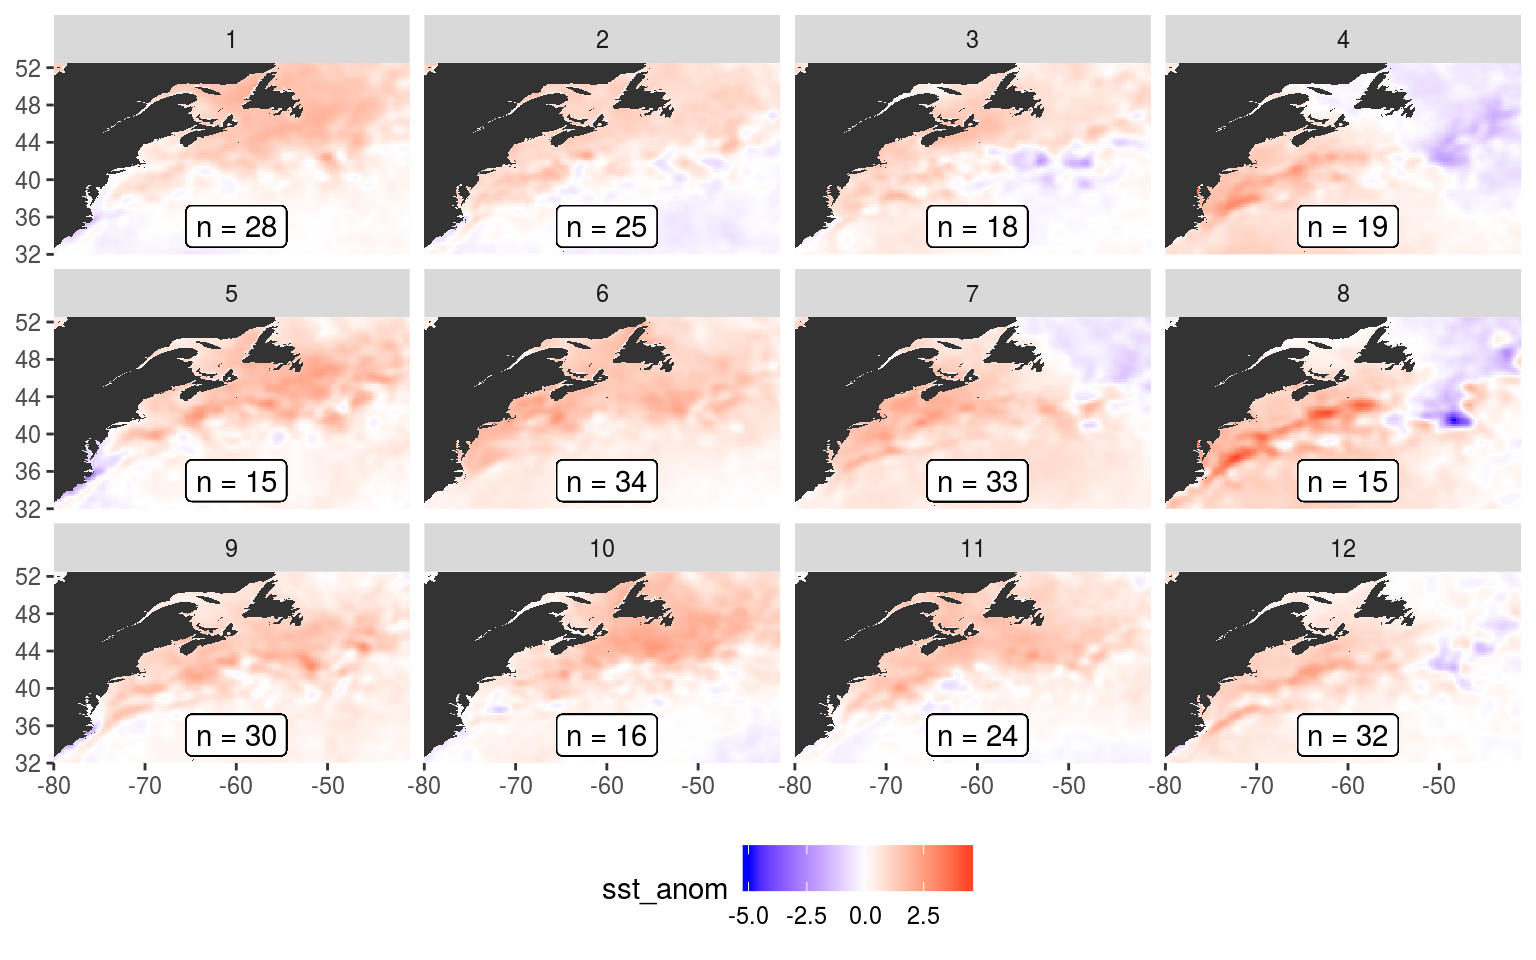 1 2 3 4
52
48
44
40
36
32
n = 28 n = 25 n = 18 n = 19
5 6 7 8
52
48
44
40
36
32
n = 15 n = 34 n = 33 n = 15
9 10 11 12
52
48
44
40
36
32
n = 30 n = 16 n = 24 n = 32
-80 -70 -60 -50 -80 -70 -60 -50 -80 -70 -60 -50 -80 -70 -60 -50
sst_anom
-5.0 -2.5 0.0 2.5